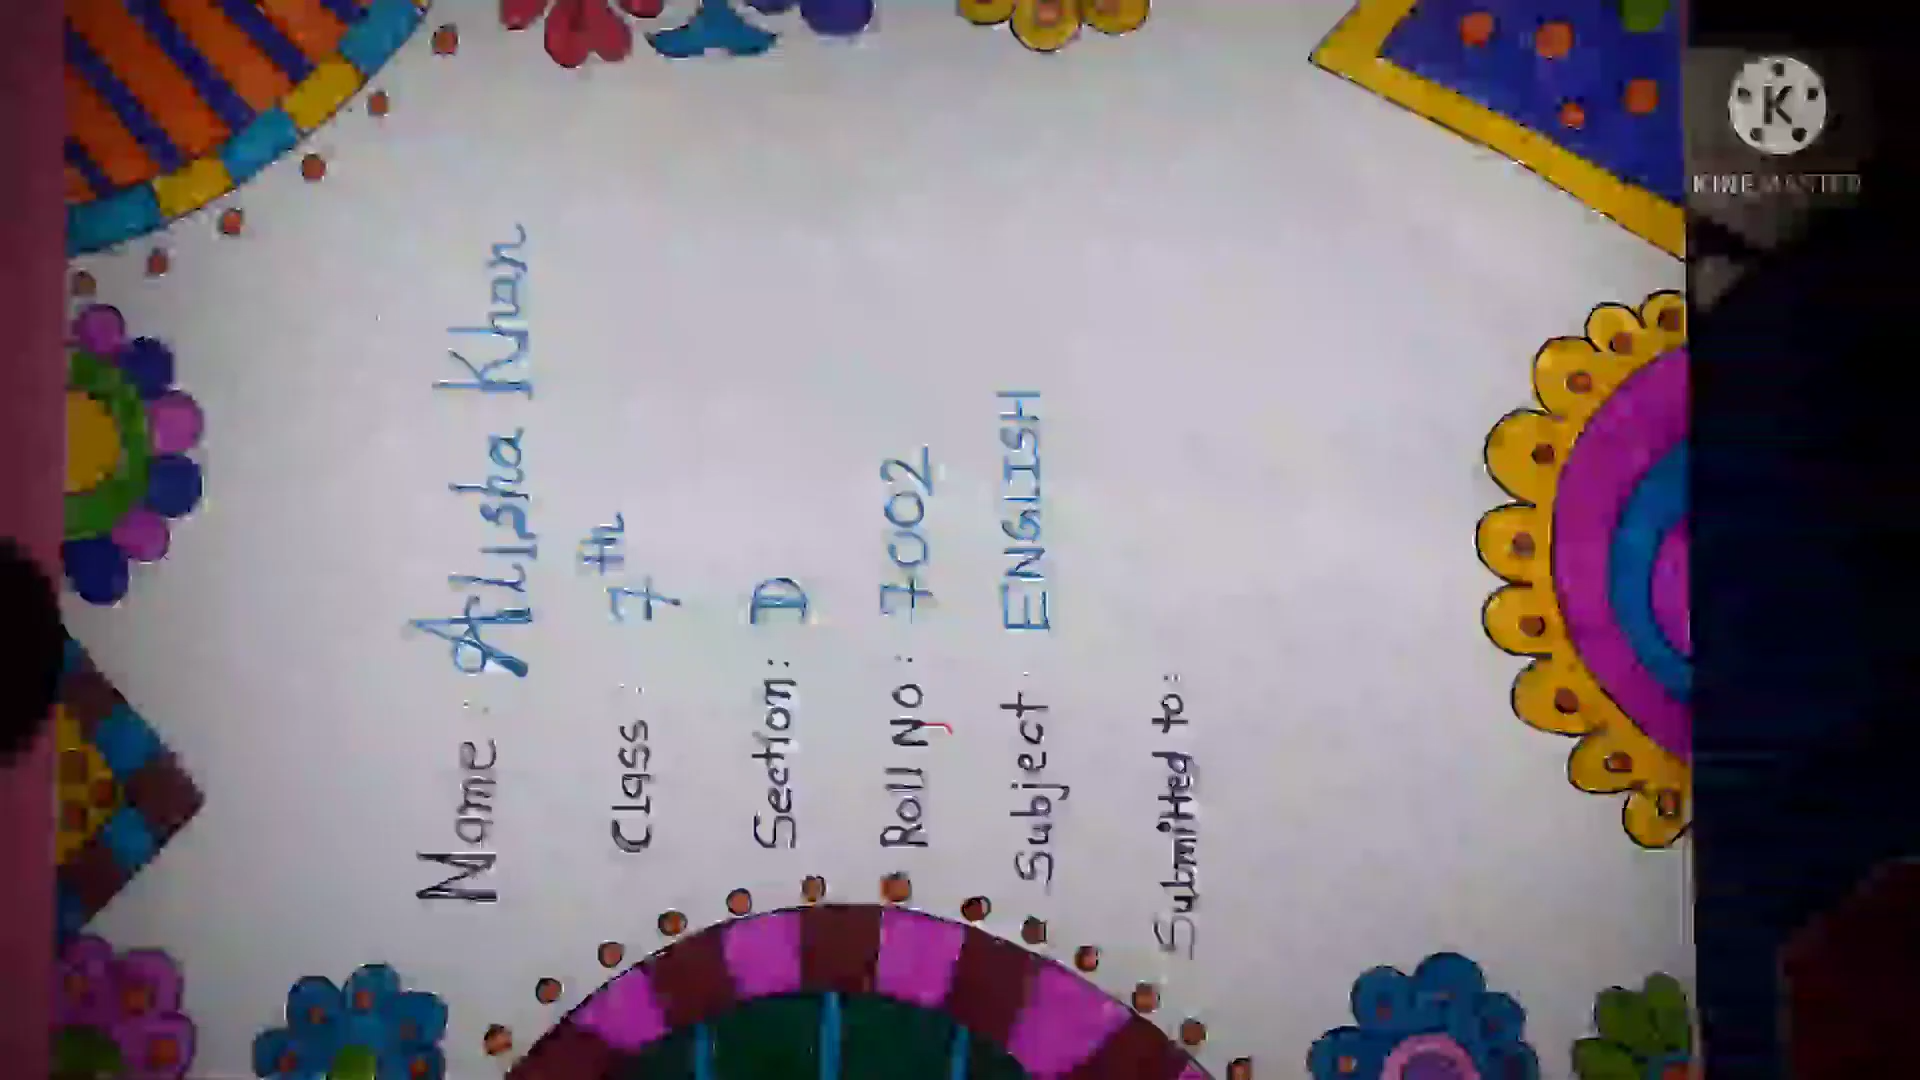 Name : Alisha Khan
Class : 7th
Section : D
Roll No : 7002
Subject : ENGLISH
Submitted to :
K
KINEMASTER